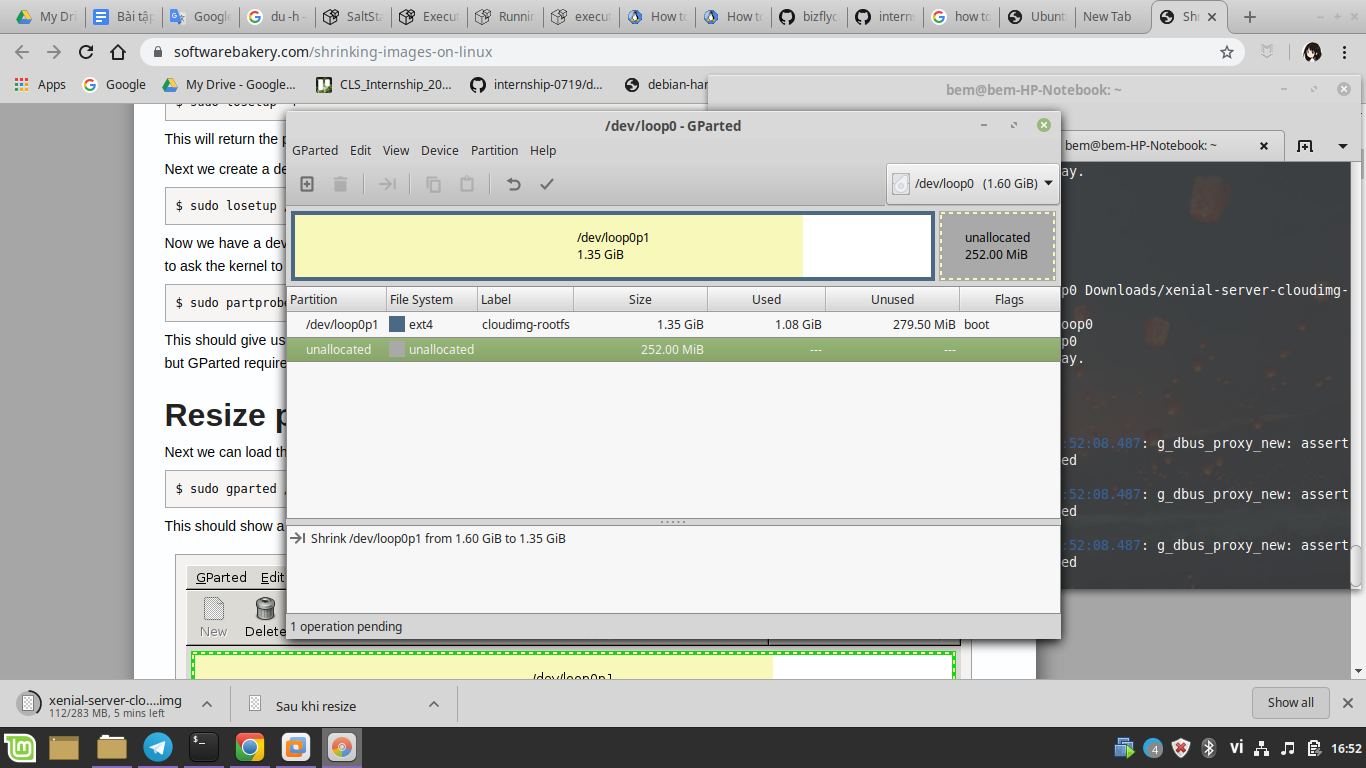 My Dri
Bài tập
Google
du -h -
SaltSta
Execut
Runnin
execut
How to
How to
bizflyc
intern
how to
Ubunt
New Tab
Shr
softwarebakery.com/shrinking-images-on-linux
Apps
Google
My Drive - Google...
CLS_Internship_20...
internship-0719/d...
debian-har
bem@bem-HP-Notebook: ~
bem@bem-HP-Notebook: ~
This will return the p
Next we create a de
$ sudo losetup
Now we have a dev
to ask the kernel to
$ sudo partprobe
This should give us
but GParted require
Resize p
Next we can load th
$ sudo gparted
This should show a
GParted Edit
New Delete
/dev/loop0p1
/dev/loop0 - GParted
GParted Edit View Device Partition Help
/dev/loop0 (1.60 GiB)
/dev/loop0p1
1.35 GiB
unallocated
252.00 MiB
Partition File System Label Size Used Unused Flags
/dev/loop0p1 ext4 cloudimg-rootfs 1.35 GiB 1.08 GiB 279.50 MiB boot
unallocated unallocated 252.00 MiB --- ---
Shrink /dev/loop0p1 from 1.60 GiB to 1.35 GiB
1 operation pending
ay.
p0 Downloads/xenial-server-cloudimg-
oop0
p0
ay.
:52:08.487: g_dbus_proxy_new: assert
ed
:52:08.487: g_dbus_proxy_new: assert
ed
:52:08.487: g_dbus_proxy_new: assert
ed
xenial-server-clo....img
112/283 MB, 5 mins left
Sau khi resize
Show all
4
vi
16:52